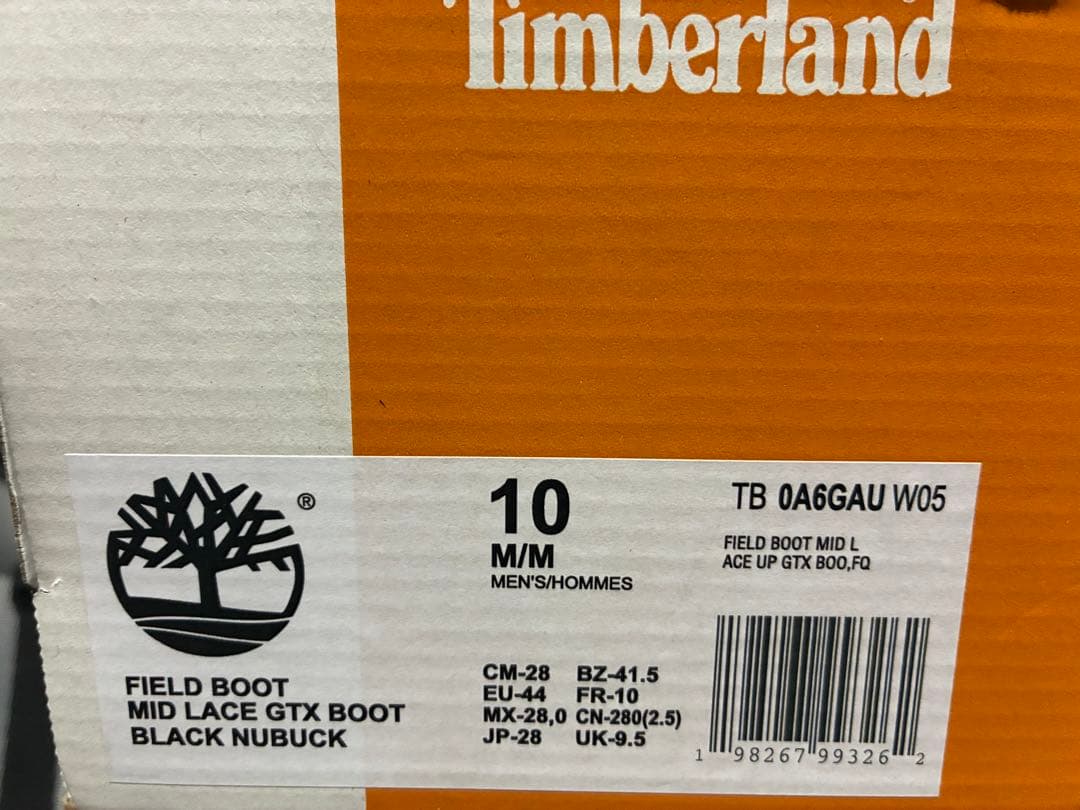 Timberland
®
10
M/M
MEN'S/HOMMES
TB 0A6GAU W05
FIELD BOOT MID L
ACE UP GTX BOO,FQ
FIELD BOOT
MID LACE GTX BOOT
BLACK NUBUCK
CM-28 BZ-41.5
EU-44 FR-10
MX-28,0 CN-280(2.5)
JP-28 UK-9.5
1 98267 99326 2